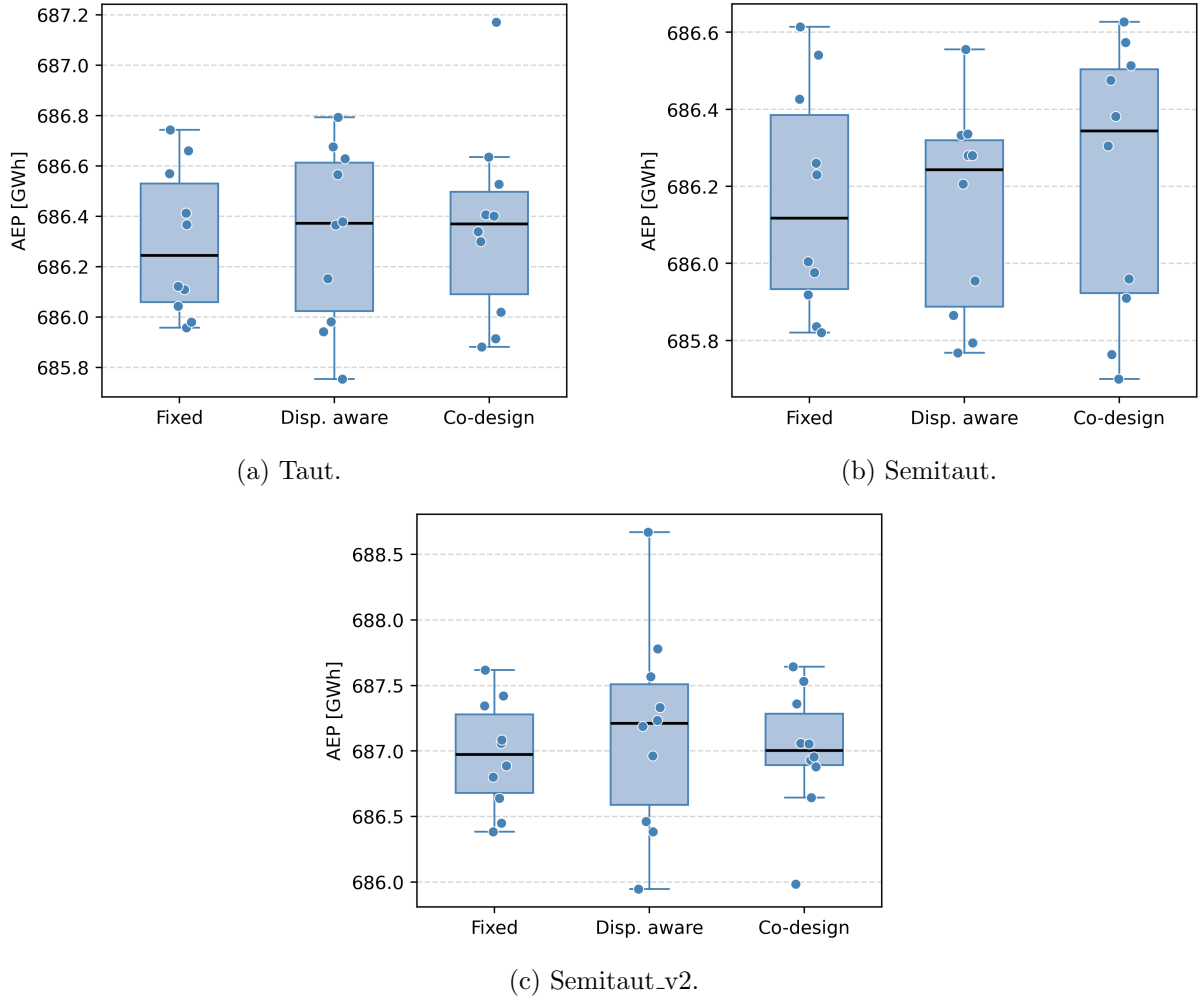 687.2
687.0
686.8
686.6
686.4
686.2
686.0
685.8
AEP [GWh]
Fixed Disp. aware Co-design
(a) Taut.
686.6
686.4
686.2
686.0
685.8
AEP [GWh]
Fixed Disp. aware Co-design
(b) Semitaut.
688.5
688.0
687.5
687.0
686.5
686.0
AEP [GWh]
Fixed Disp. aware Co-design
(c) Semitaut_v2.